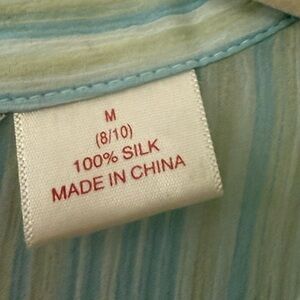 M
(8/10)
100% SILK
MADE IN CHINA